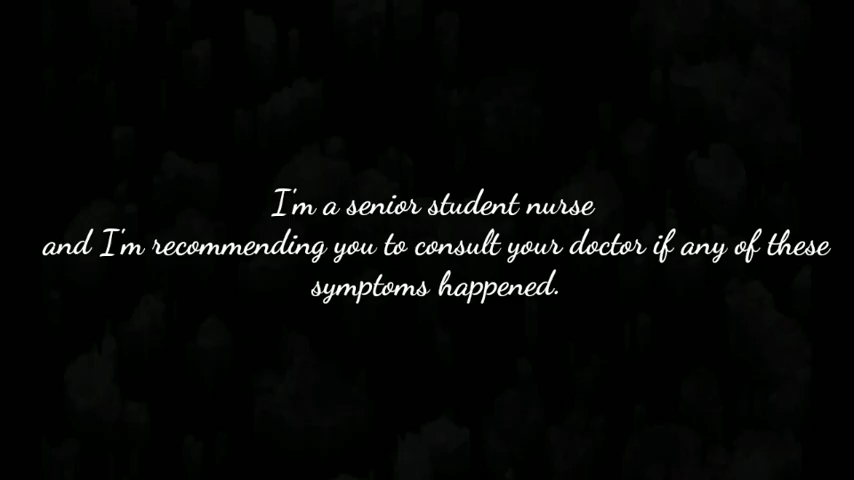 I'm a senior student nurse
and I'm recommending you to consult your doctor if any of these
symptoms happened.